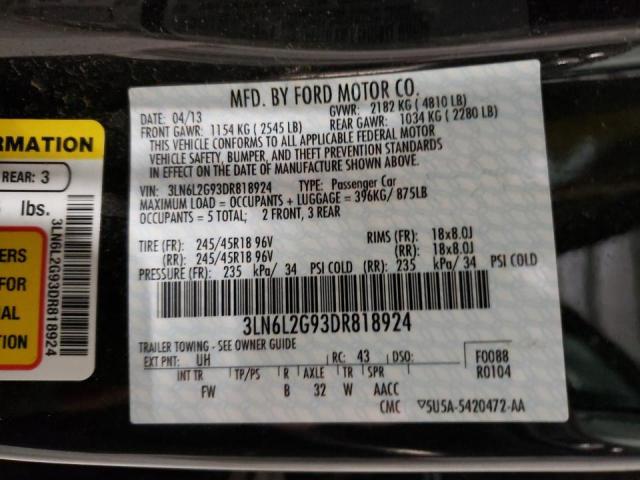 MFD. BY FORD MOTOR CO.
DATE: 04/13 GVWR: 2182 KG ( 4810 LB)
FRONT GAWR: 1154 KG ( 2545 LB) REAR GAWR: 1034 KG ( 2280 LB)
THIS VEHICLE CONFORMS TO ALL APPLICABLE FEDERAL MOTOR
VEHICLE SAFETY, BUMPER, AND THEFT PREVENTION STANDARDS
IN EFFECT ON THE DATE OF MANUFACTURE SHOWN ABOVE.
VIN: 3LN6L2G93DR818924 TYPE: Passenger Car
MAXIMUM LOAD = OCCUPANTS + LUGGAGE = 396KG/ 875LB
OCCUPANTS = 5 TOTAL; 2 FRONT, 3 REAR
TIRE (FR): 245/45R18 96V RIMS (FR): 18x8.0J
(RR): 245/45R18 96V (RR): 18x8.0J
PRESSURE (FR): 235 kPa/ 34 PSI COLD (RR): 235 kPa/ 34 PSI COLD
3LN6L2G93DR818924
TRAILER TOWING - SEE OWNER GUIDE
EXT PNT: UH RC: 43 DSO: F0088
R0104
INT TR TP/PS R AXLE TR SPR
FW B 32 W AACC
CMC 5U5A-5420472-AA
RMATION
REAR: 3
lbs.
ERS
FOR
ONAL
3LN6L2G93DR818924